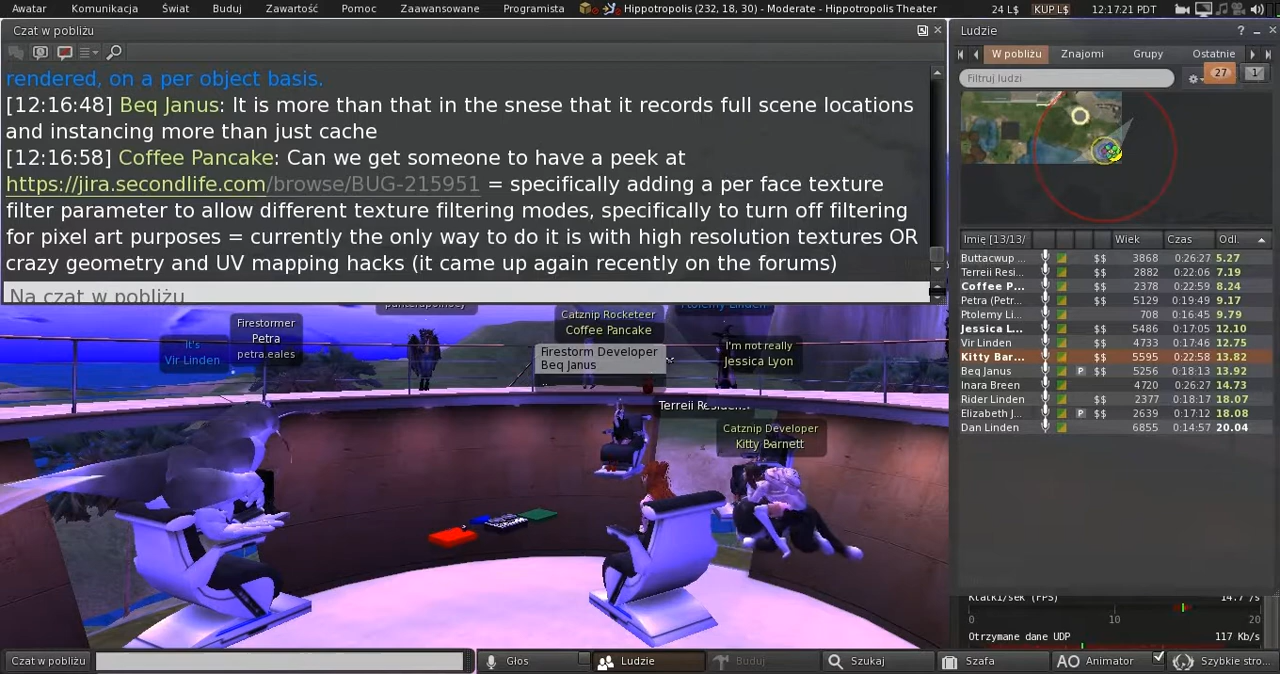 Awatar Komunikacja Świat Buduj Zawartość Pomoc Zaawansowane Programista Hippotropolis (232, 18, 30) - Moderate - Hippotropolis Theater 24 L$ KUP L$ 12:17:21 PDT
Czat w pobliżu
rendered, on a per object basis.
[12:16:48] Beq Janus: It is more than that in the snese that it records full scene locations
and instancing more than just cache
[12:16:58] Coffee Pancake: Can we get someone to have a peek at
https://jira.secondlife.com/browse/BUG-215951 = specifically adding a per face texture
filter parameter to allow different texture filtering modes, specifically to turn off filtering
for pixel art purposes = currently the only way to do it is with high resolution textures OR
crazy geometry and UV mapping hacks (it came up again recently on the forums)
Na czat w pobliżu
Ludzie
W pobliżu Znajomi Grupy Ostatnie
Filtruj ludzi 27 1
Imię [13/13/ Wiek Czas Odl.
Buttacwup ... $$ 3868 0:26:27 5.27
Terreii Resi... $$ 2882 0:22:06 7.19
Coffee P... $$ 2378 0:22:59 8.24
Petra (Petr... $$ 5129 0:19:49 9.17
Ptolemy Li... $$ 708 0:16:45 9.79
Jessica L... $$ 5486 0:17:05 12.10
Vir Linden $$ 4733 0:17:46 12.75
Kitty Bar... $$ 5595 0:22:58 13.82
Beq Janus P $$ 5256 0:18:13 13.92
Inara Breen 4720 0:26:27 14.73
Rider Linden $$ 2377 0:18:17 18.07
Elizabeth J... P $$ 2639 0:17:12 18.08
Dan Linden 6855 0:14:57 20.04
Ptolemy Linden
Firestormer
Petra
petra.eales
It's
Vir Linden
Catznip Rocketeer
Coffee Pancake
Firestorm Developer
Beq Janus
I'm not really
Jessica Lyon
Terreii Resident
Catznip Developer
Kitty Barnett
Klatki/sek (FPS) 14.7 /s
0 10 20
Otrzymane dane UDP 117 Kb/s
Czat w pobliżu Głos Ludzie Buduj Szukaj Szafa AO Animator Szybkie stro...